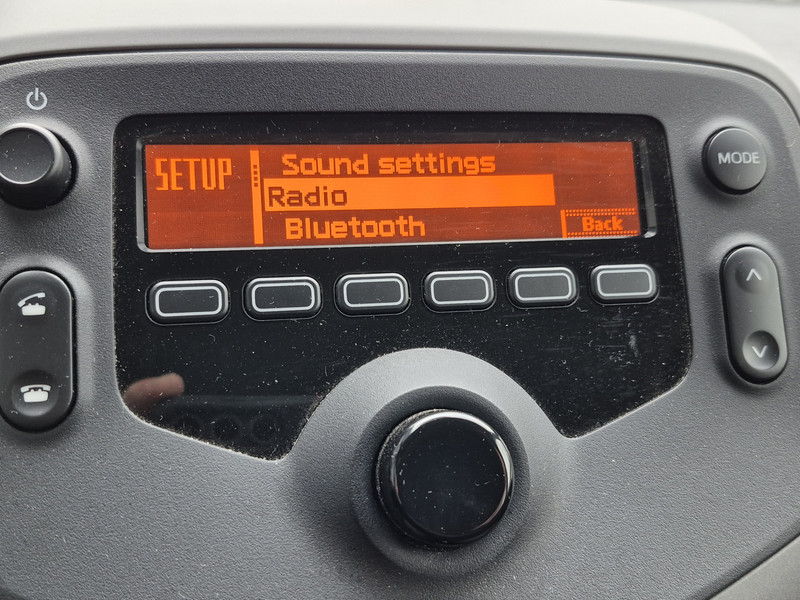 SETUP
Sound settings
Radio
Bluetooth
Back
MODE